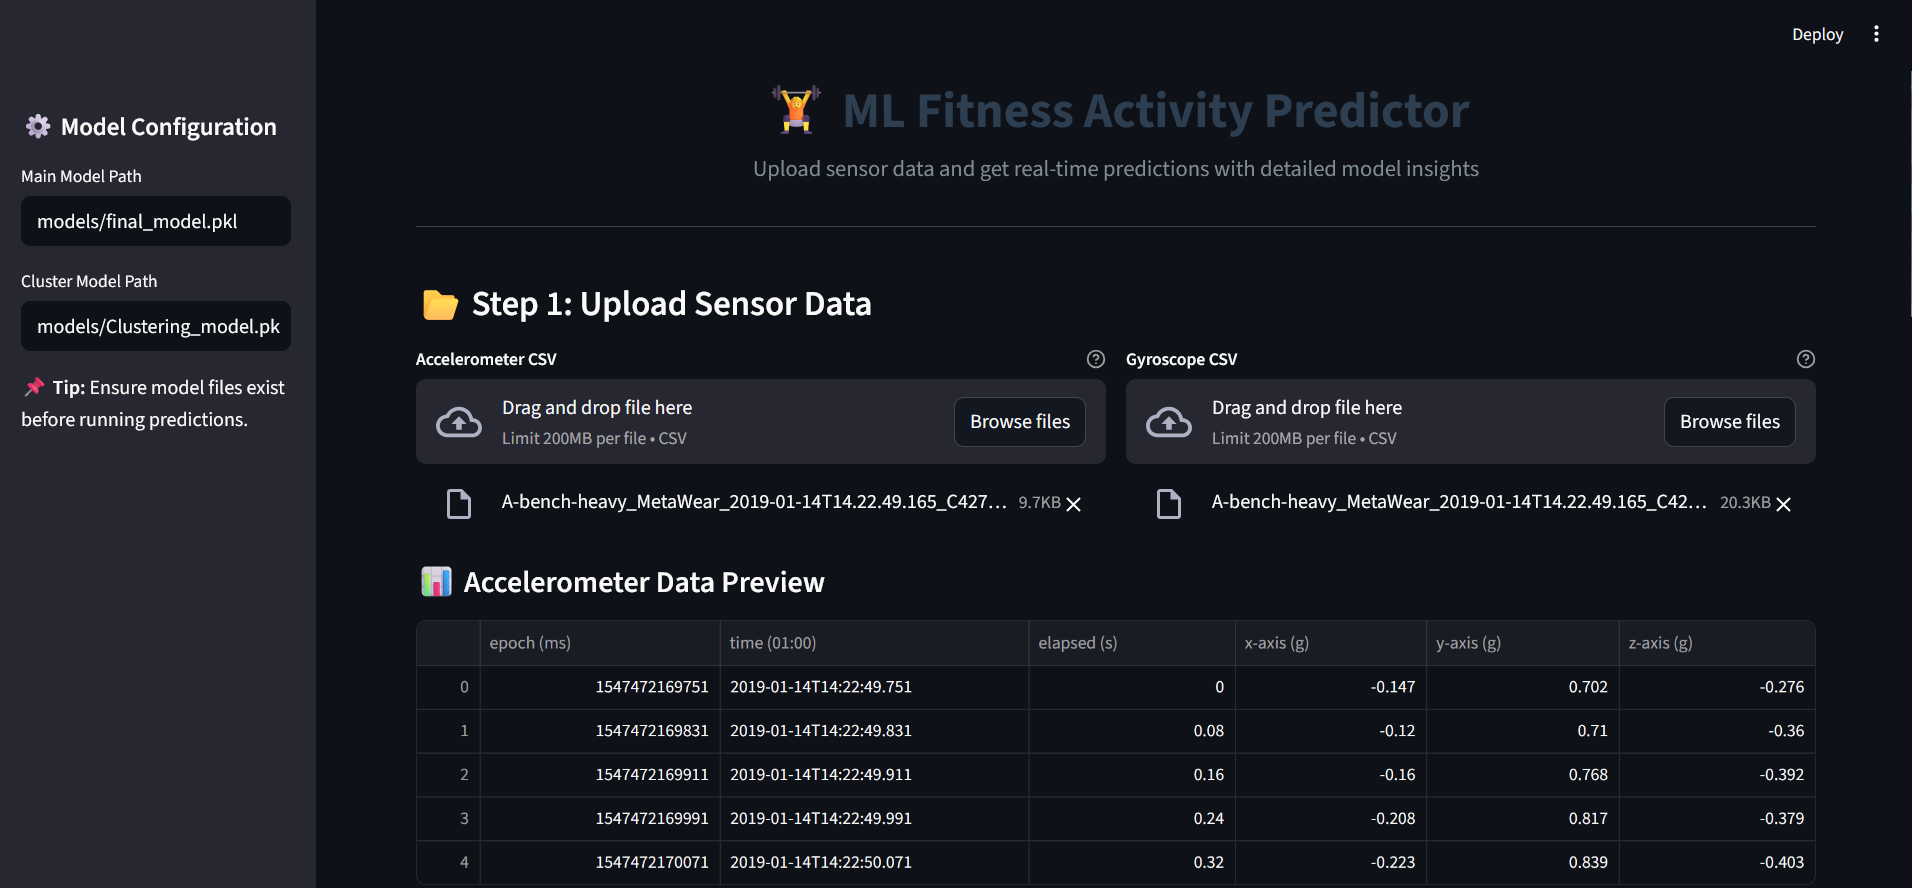 Deploy
Model Configuration
Main Model Path
models/final_model.pkl
Cluster Model Path
models/Clustering_model.pk
Tip: Ensure model files exist
before running predictions.
ML Fitness Activity Predictor
Upload sensor data and get real-time predictions with detailed model insights
Step 1: Upload Sensor Data
Accelerometer CSV
Drag and drop file here
Limit 200MB per file • CSV
Browse files
A-bench-heavy_MetaWear_2019-01-14T14.22.49.165_C427… 9.7KB
Gyroscope CSV
Drag and drop file here
Limit 200MB per file • CSV
Browse files
A-bench-heavy_MetaWear_2019-01-14T14.22.49.165_C42… 20.3KB
Accelerometer Data Preview
epoch (ms) time (01:00) elapsed (s) x-axis (g) y-axis (g) z-axis (g)
0 1547472169751 2019-01-14T14:22:49.751 0 -0.147 0.702 -0.276
1 1547472169831 2019-01-14T14:22:49.831 0.08 -0.12 0.71 -0.36
2 1547472169911 2019-01-14T14:22:49.911 0.16 -0.16 0.768 -0.392
3 1547472169991 2019-01-14T14:22:49.991 0.24 -0.208 0.817 -0.379
4 1547472170071 2019-01-14T14:22:50.071 0.32 -0.223 0.839 -0.403